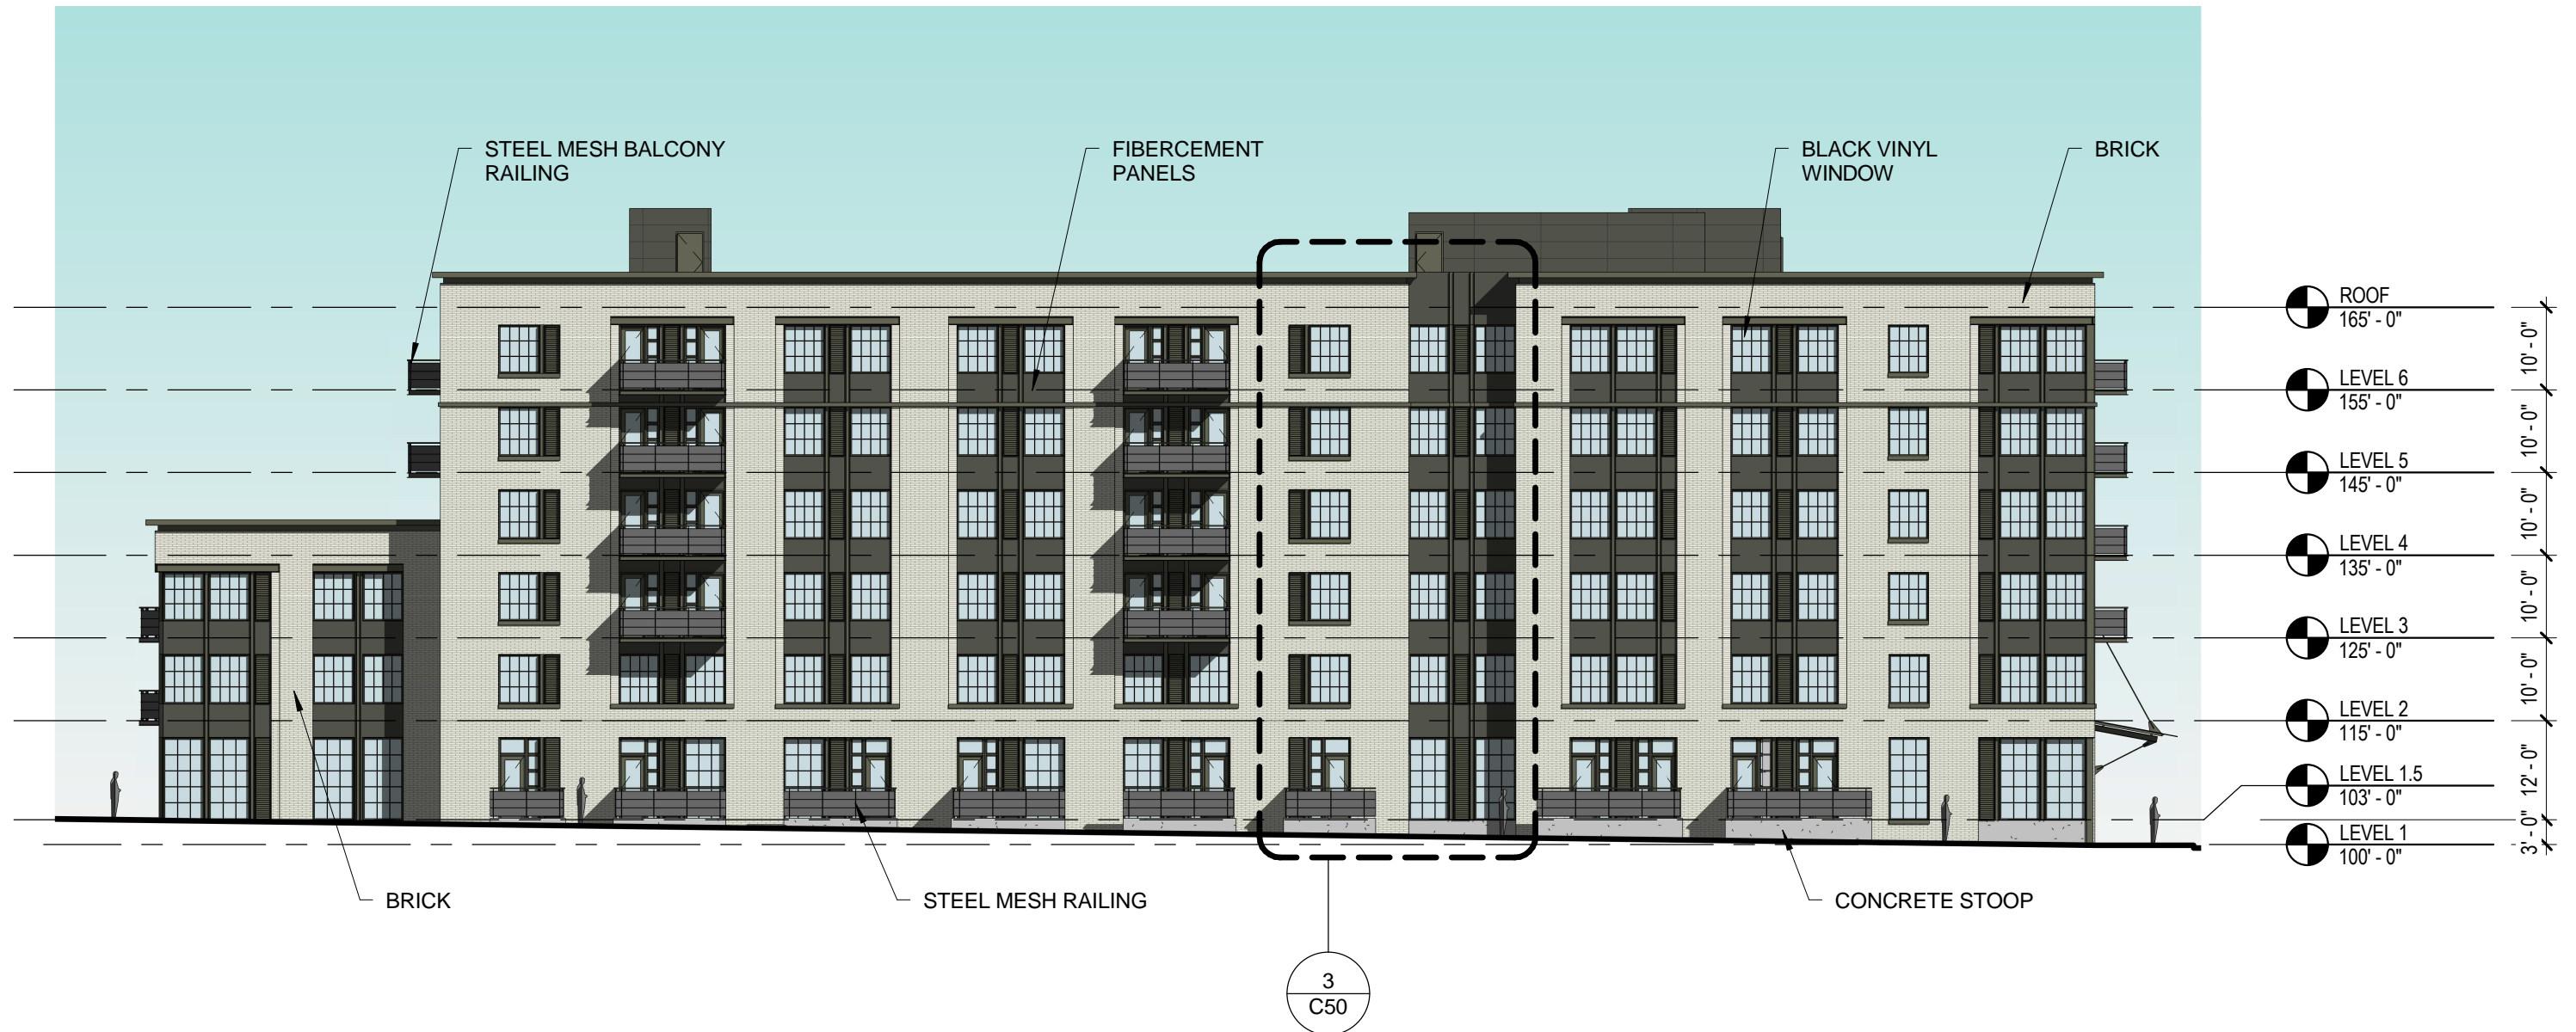 STEEL MESH BALCONY
RAILING
FIBERCEMENT
PANELS
BLACK VINYL
WINDOW
BRICK
ROOF
165' - 0"
10' - 0"
LEVEL 6
155' - 0"
10' - 0"
LEVEL 5
145' - 0"
10' - 0"
LEVEL 4
135' - 0"
10' - 0"
LEVEL 3
125' - 0"
10' - 0"
LEVEL 2
115' - 0"
12' - 0"
LEVEL 1.5
103' - 0"
3' - 0"
LEVEL 1
100' - 0"
BRICK
STEEL MESH RAILING
CONCRETE STOOP
3
C50